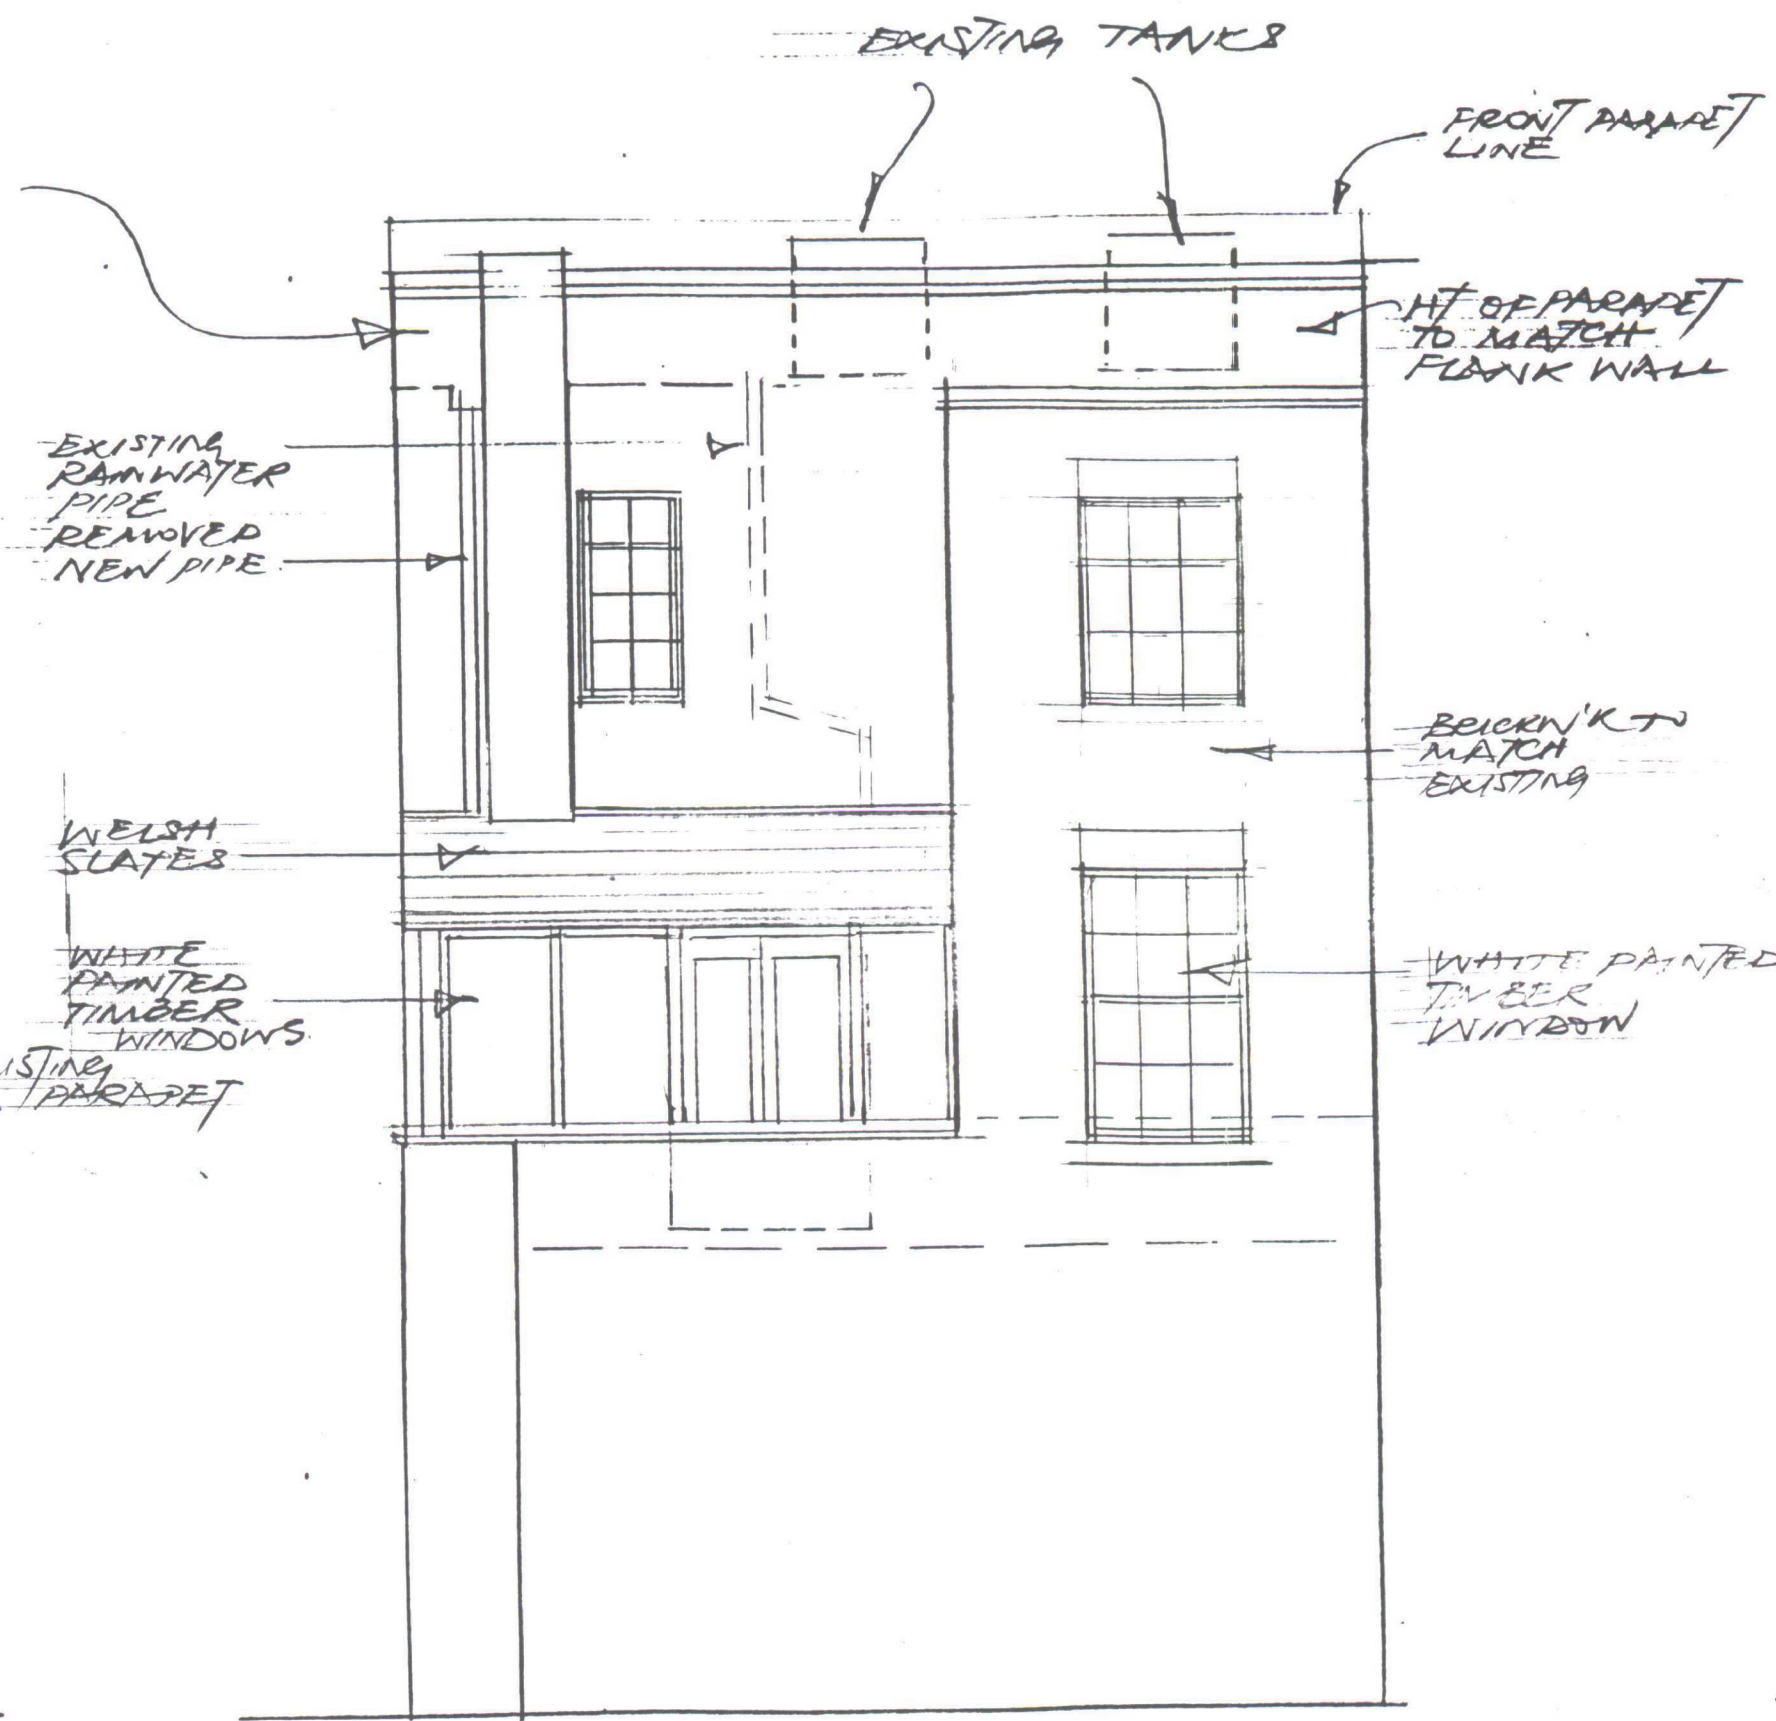 EXISTING TANKS
FRONT PARAPET
LINE
HT OF PARAPET
TO MATCH
FLANK WALL
EXISTING
RAINWATER
PIPE
REMOVED
NEW PIPE
BRICKW'K TO
MATCH
EXISTING
WELSH
SLATES
WHITE
PAINTED
TIMBER
WINDOWS.
WHITE PAINTED
TIMBER
WINDOW
ISTING
PARAPET